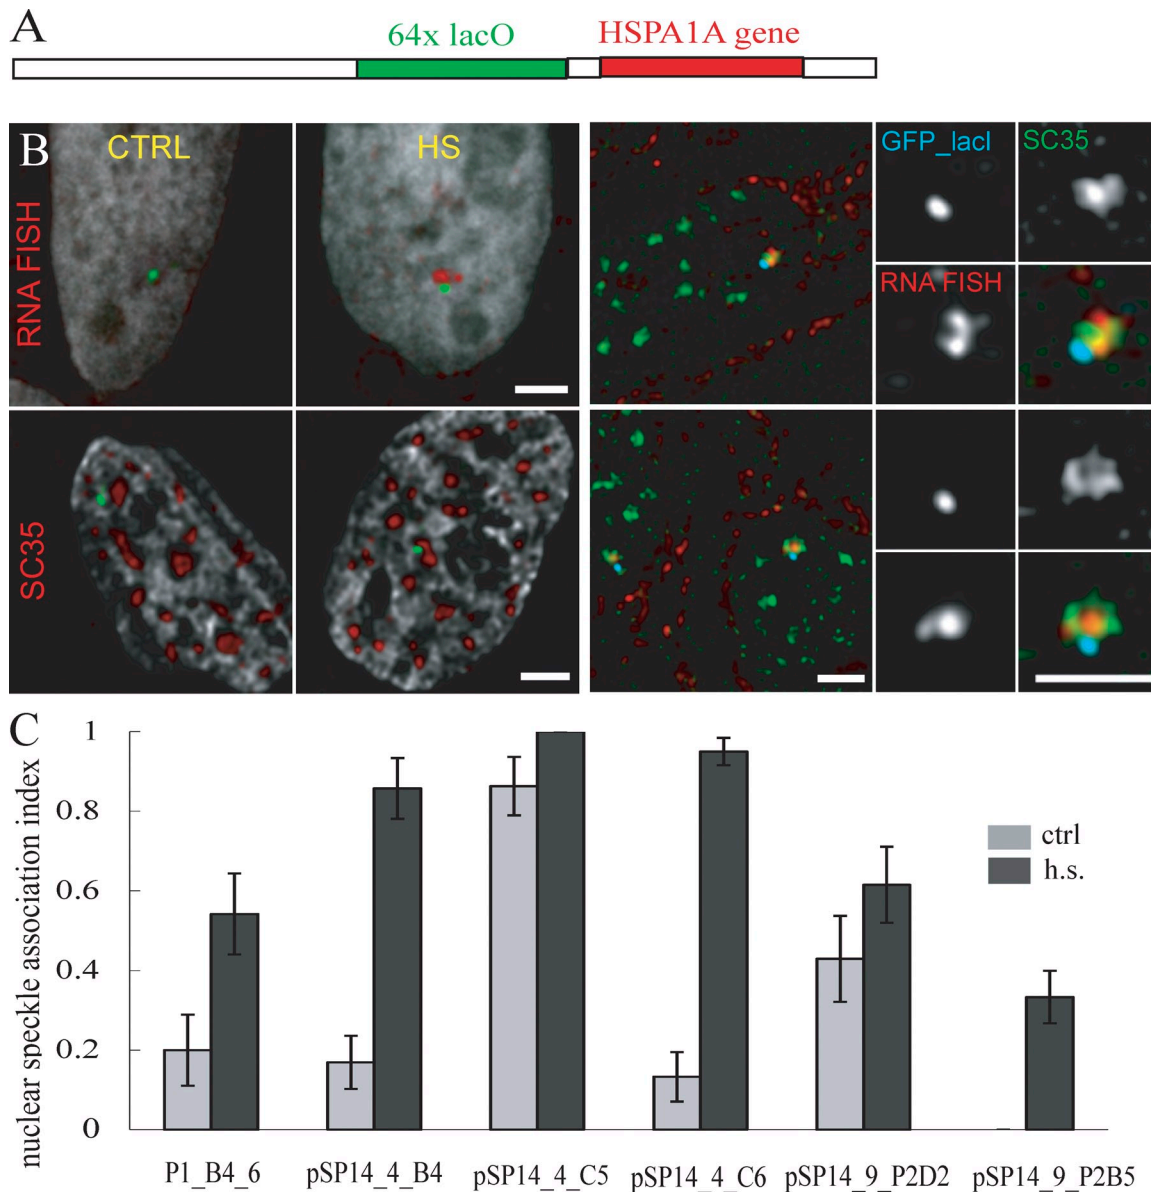 A
64x lacO
HSPA1A gene
B
CTRL
HS
GFP_lacI
SC35
RNA FISH
RNA FISH
SC35
C
nuclear speckle association index
1
0.8
0.6
0.4
0.2
0
ctrl
h.s.
P1_B4_6
pSP14_4_B4
pSP14_4_C5
pSP14_4_C6
pSP14_9_P2D2
pSP14_9_P2B5